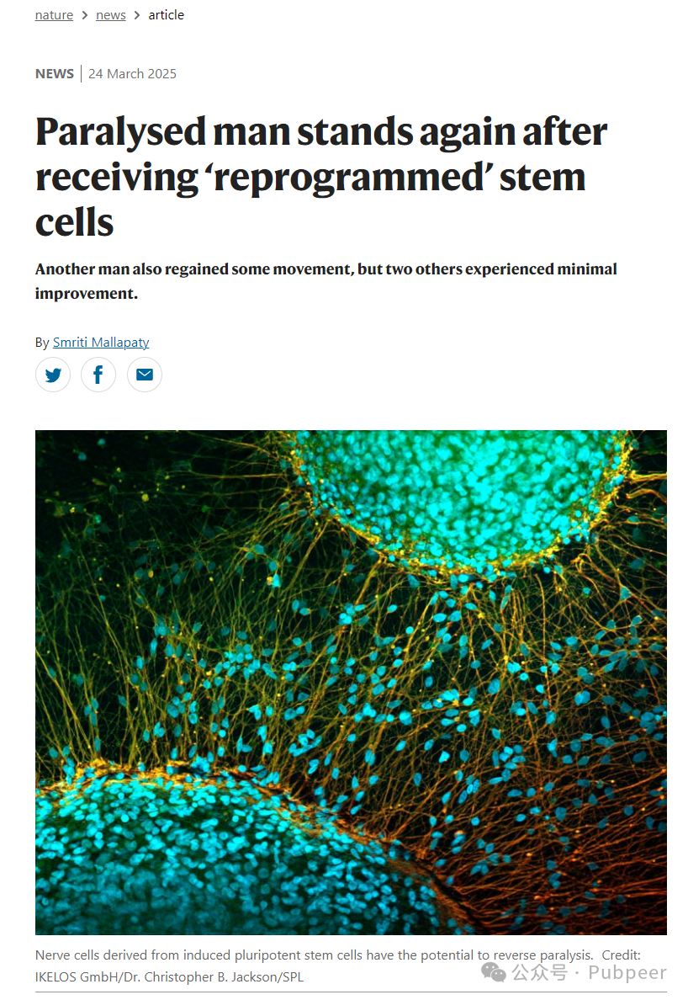 nature > news > article
NEWS | 24 March 2025
Paralysed man stands again after
receiving ‘reprogrammed’ stem
cells
Another man also regained some movement, but two others experienced minimal
improvement.
By Smriti Mallapaty
Nerve cells derived from induced pluripotent stem cells have the potential to reverse paralysis. Credit:
IKELOS GmbH/Dr. Christopher B. Jackson/SPL
公众号 · Pubpeer